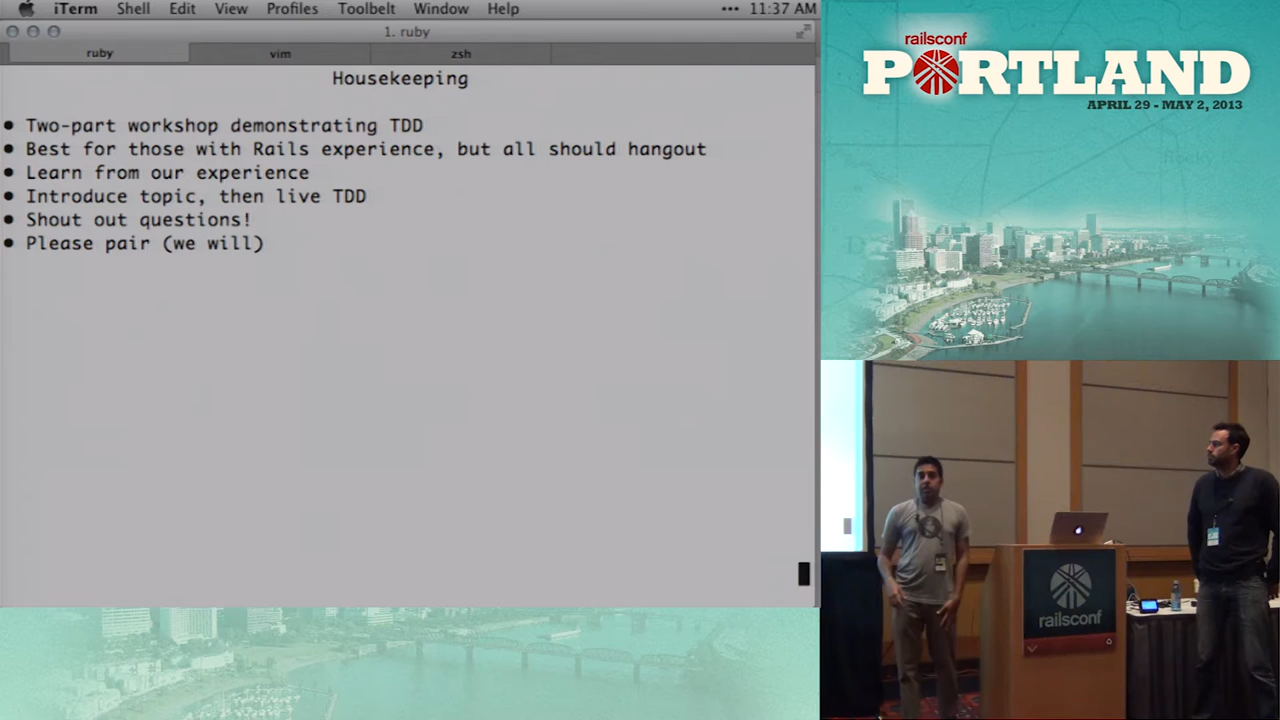 iTerm Shell Edit View Profiles Toolbelt Window Help ••• 11:37 AM
1. ruby
ruby vim zsh
Housekeeping
• Two-part workshop demonstrating TDD
• Best for those with Rails experience, but all should hangout
• Learn from our experience
• Introduce topic, then live TDD
• Shout out questions!
• Please pair (we will)
railsconf
PORTLAND
APRIL 29 - MAY 2, 2013
railsconf